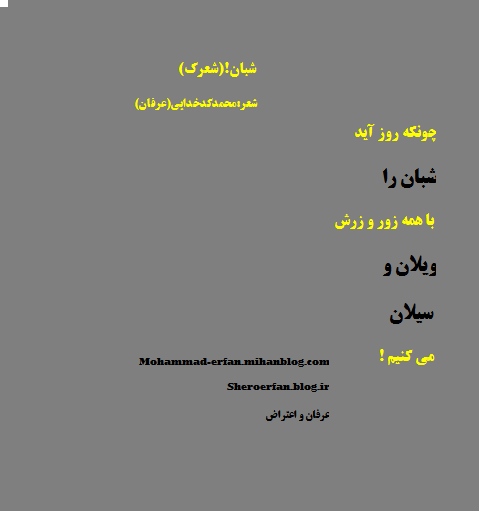 شبان!(شعرک)
شعر:محمدکدخدایی(عرفان)
چونکه روز آید
شبان را
با همه زور و زرش
ویلان و
سیلان
می کنیم !
Mohammad-erfan.mihanblog.com
Sheroerfan.blog.ir
عرفان و اعتراض